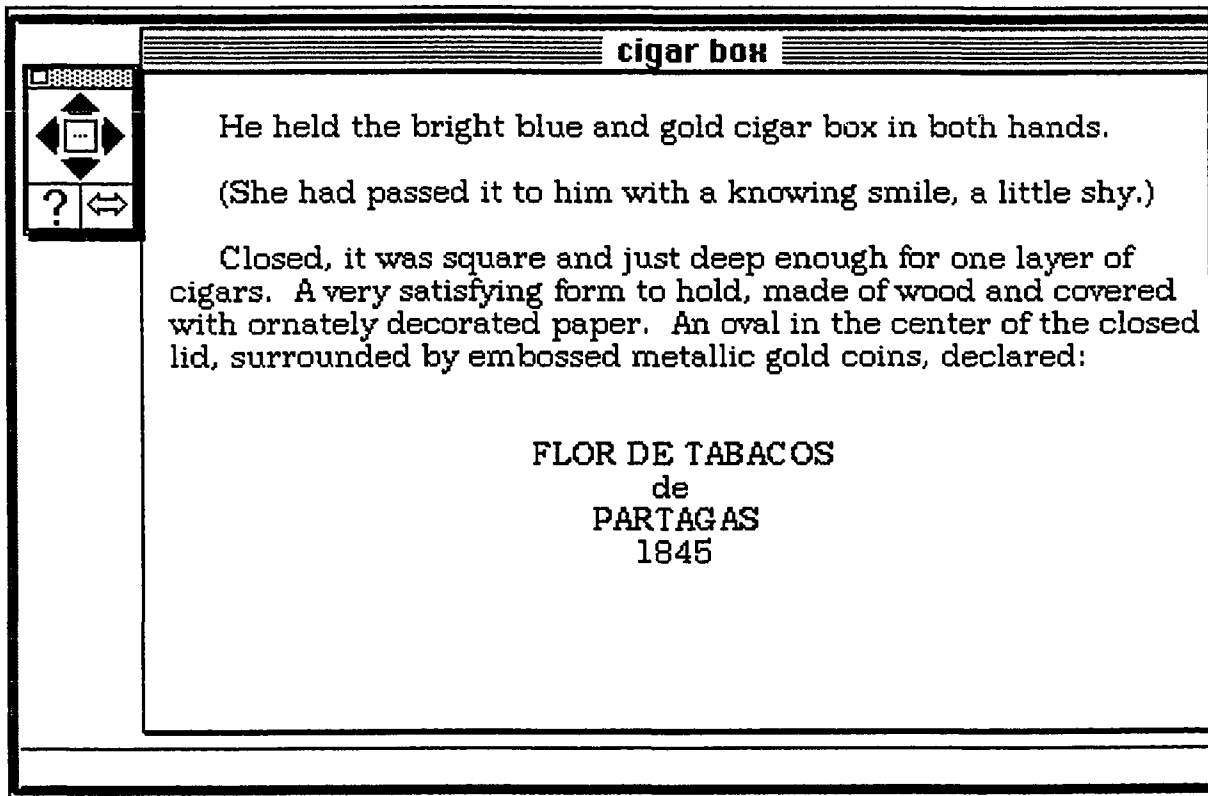 cigar box
He held the bright blue and gold cigar box in both hands.
(She had passed it to him with a knowing smile, a little shy.)
Closed, it was square and just deep enough for one layer of
cigars. A very satisfying form to hold, made of wood and covered
with ornately decorated paper. An oval in the center of the closed
lid, surrounded by embossed metallic gold coins, declared:
FLOR DE TABACOS
de
PARTAGAS
1845
?